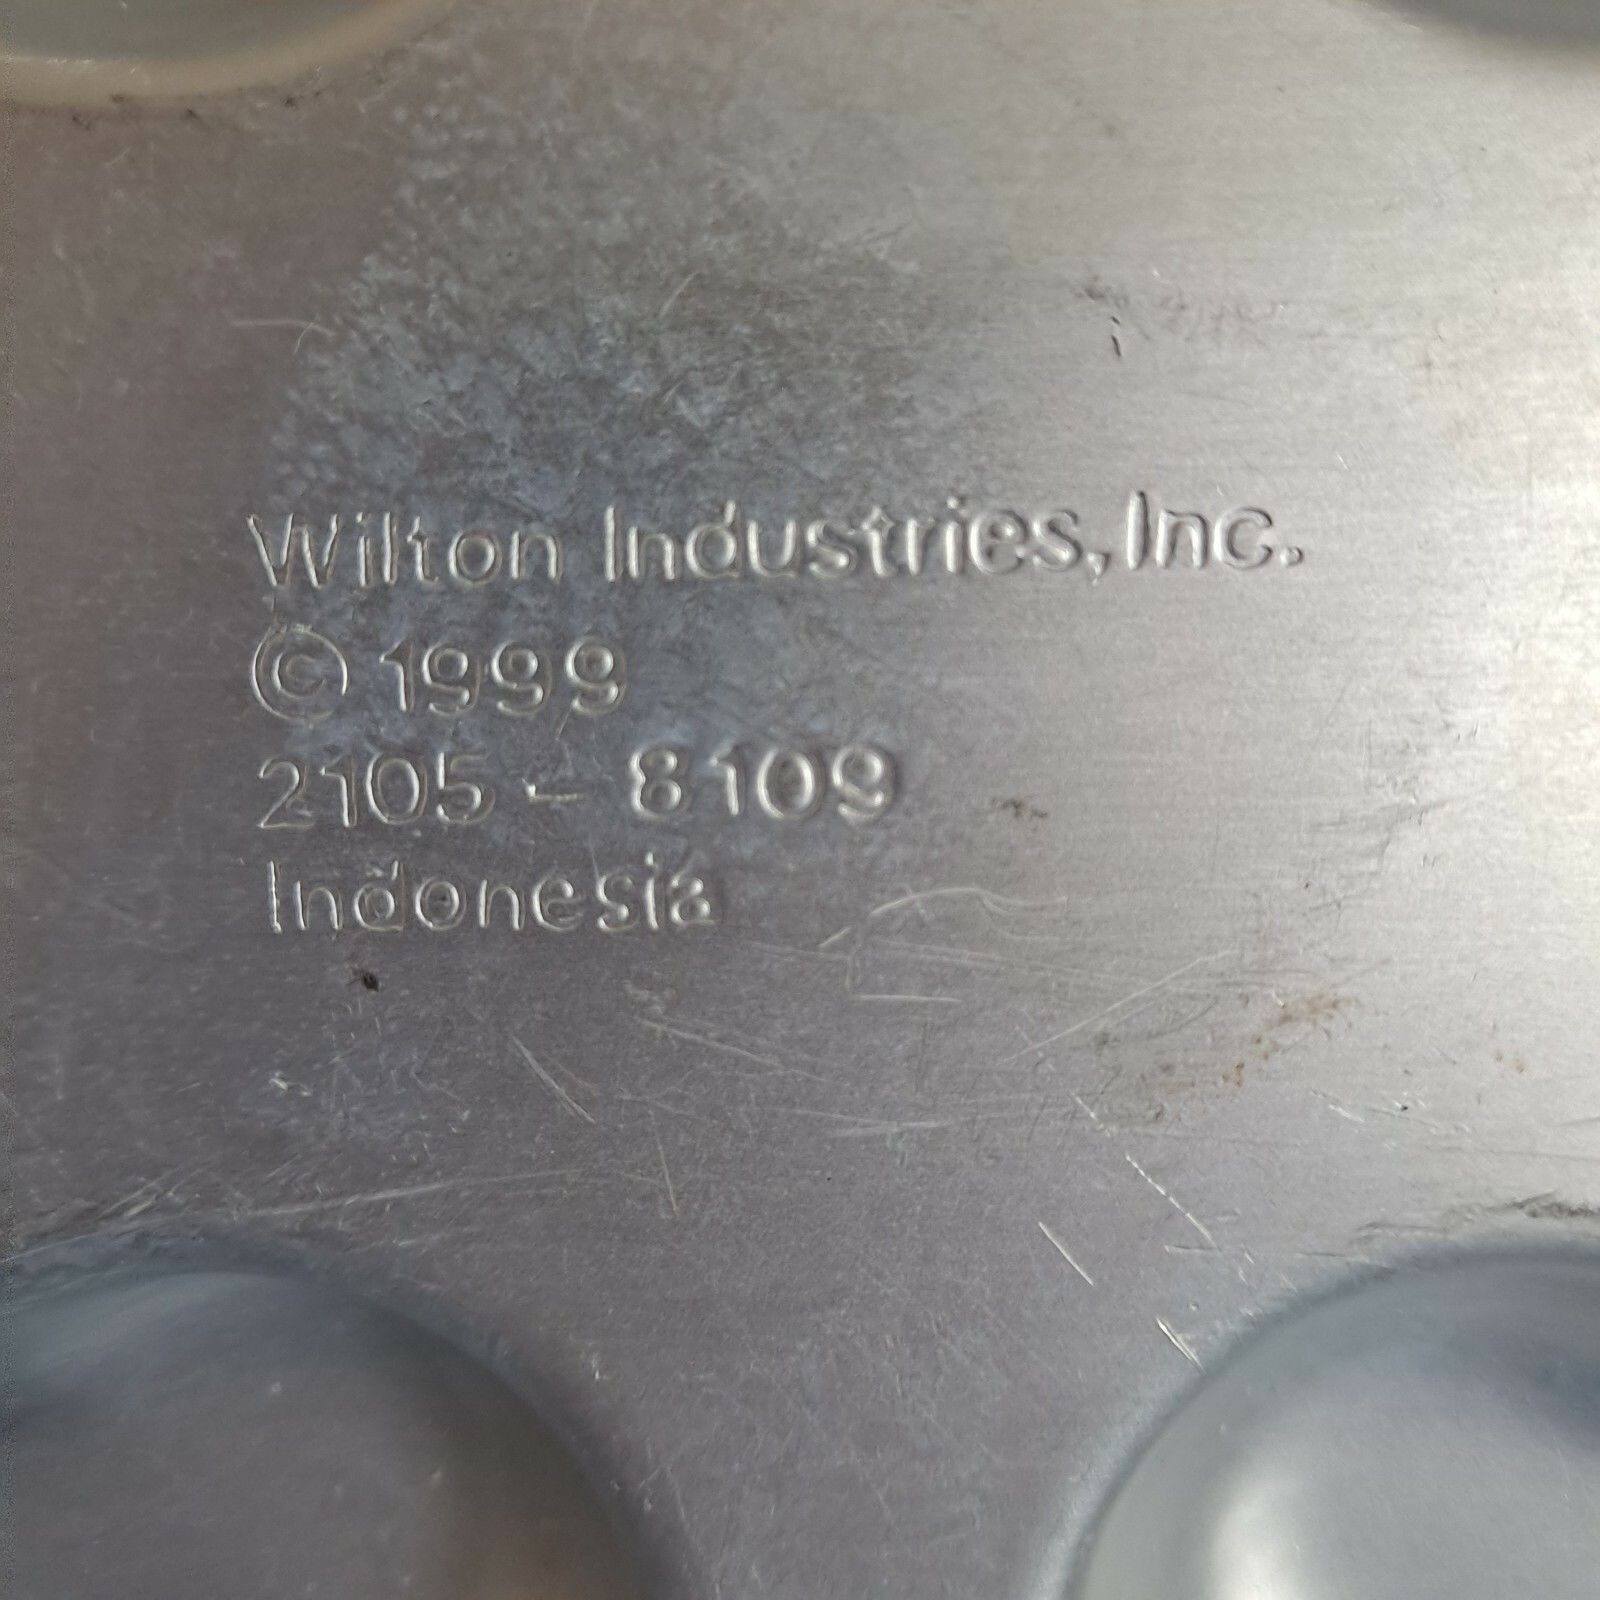 Wilton Industries, Inc.
© 1999
2105 - 8109
Indonesia